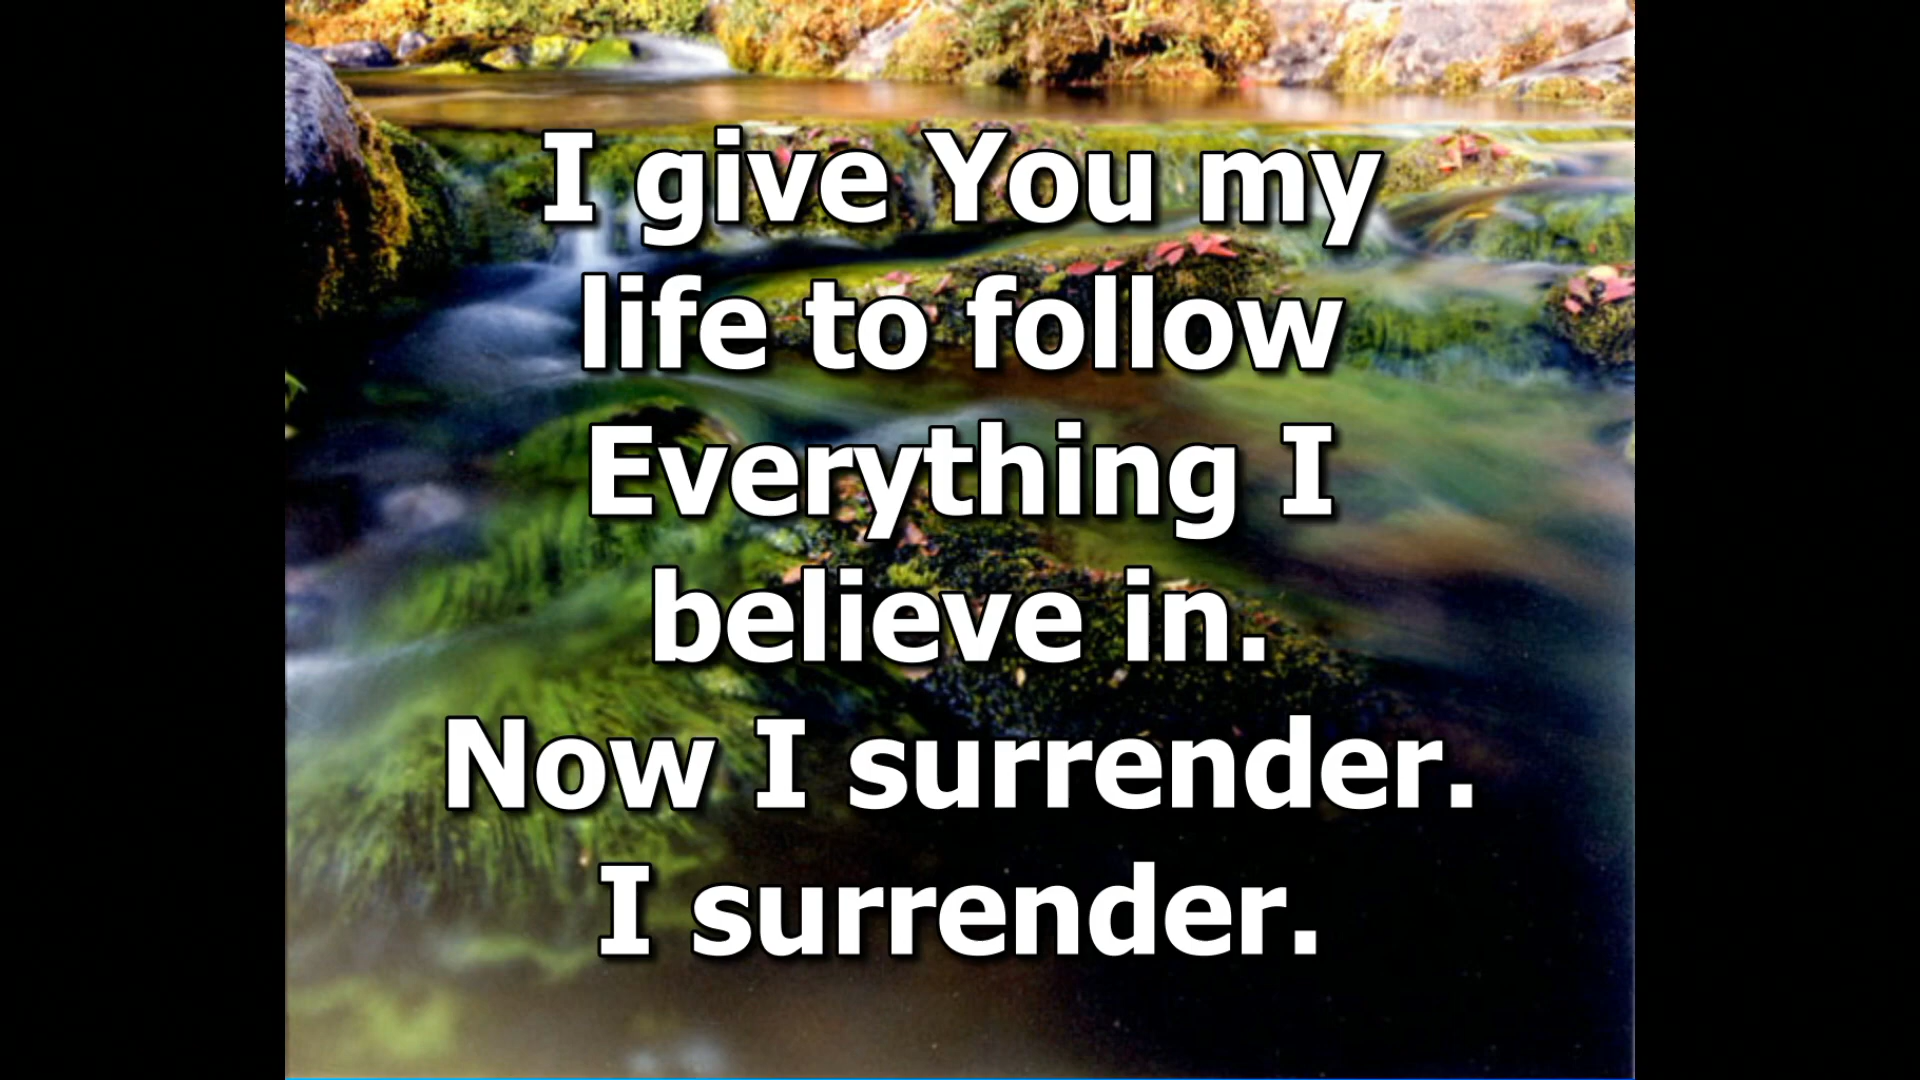 I give You my
life to follow
Everything I
believe in.
Now I surrender.
I surrender.